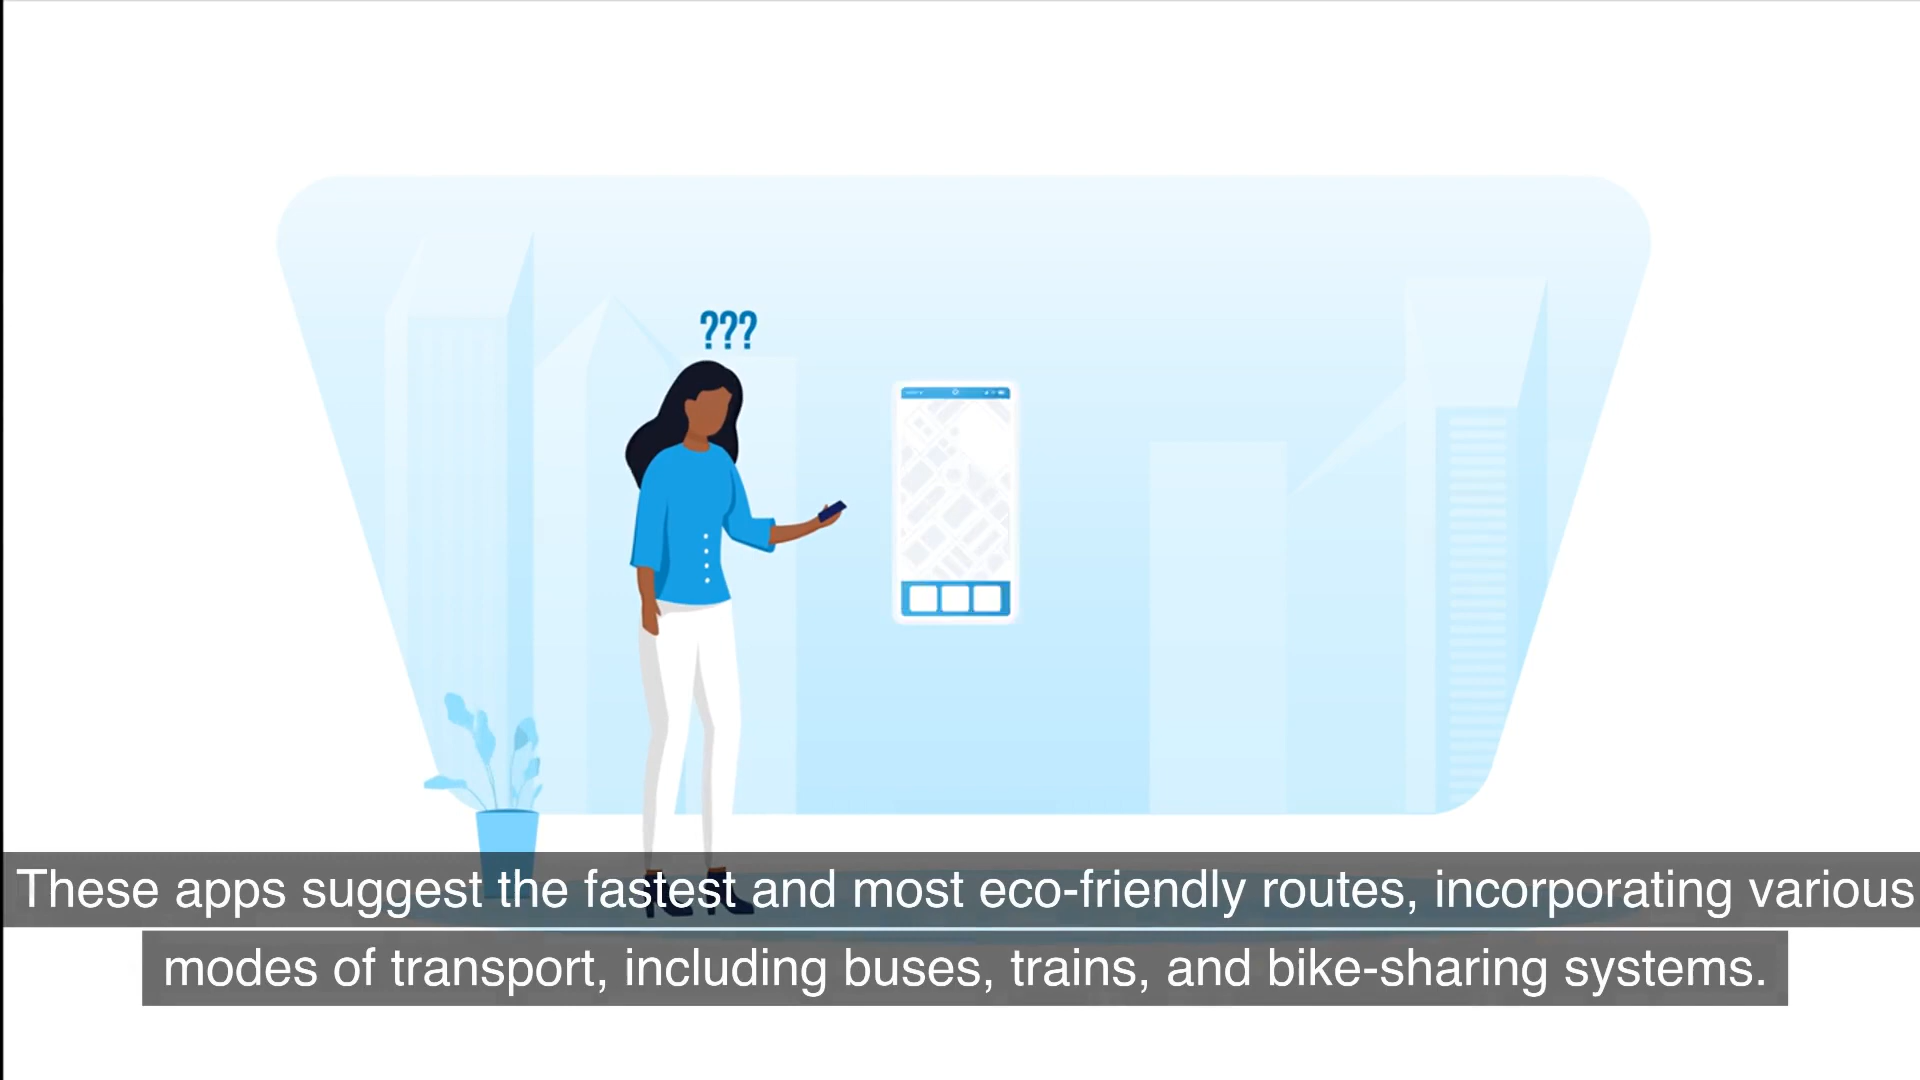 ???
These apps suggest the fastest and most eco-friendly routes, incorporating various
modes of transport, including buses, trains, and bike-sharing systems.